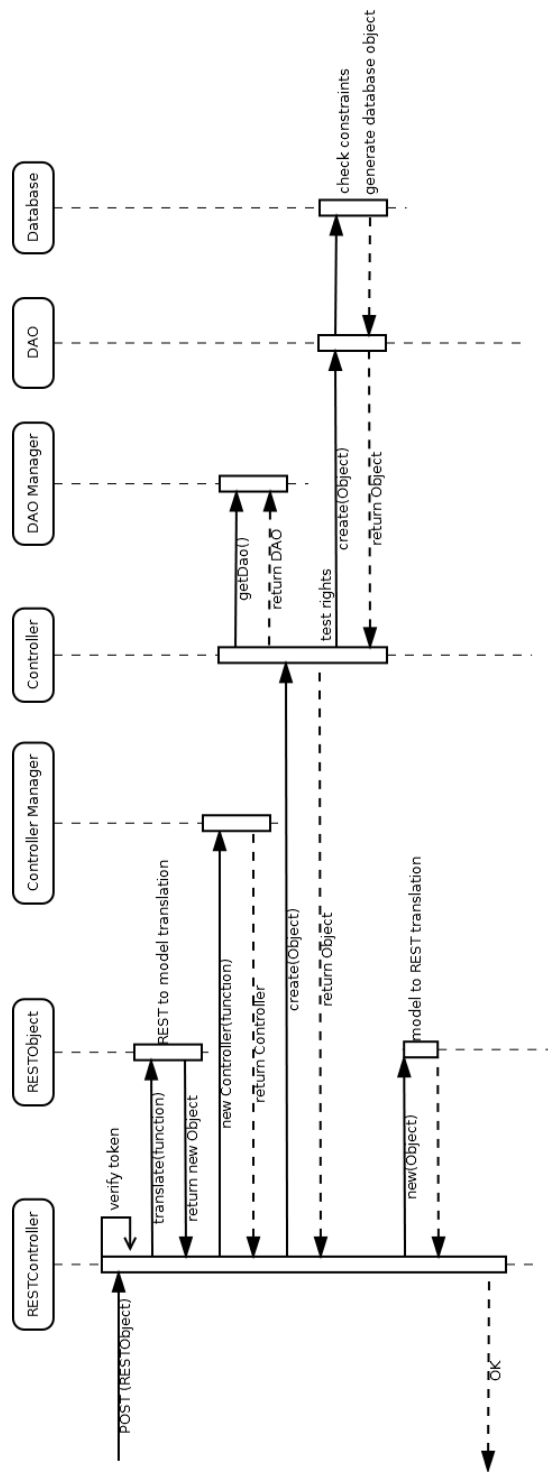 RESTController
RESTObject
Controller Manager
Controller
DAO Manager
DAO
Database
POST (RESTObject)
verify token
translate(function)
REST to model translation
return new Object
new Controller(function)
return Controller
getDao()
return DAO
create(Object)
return Object
test rights
create(Object)
check constraints
return Object
generate database object
new(Object)
model to REST translation
OK